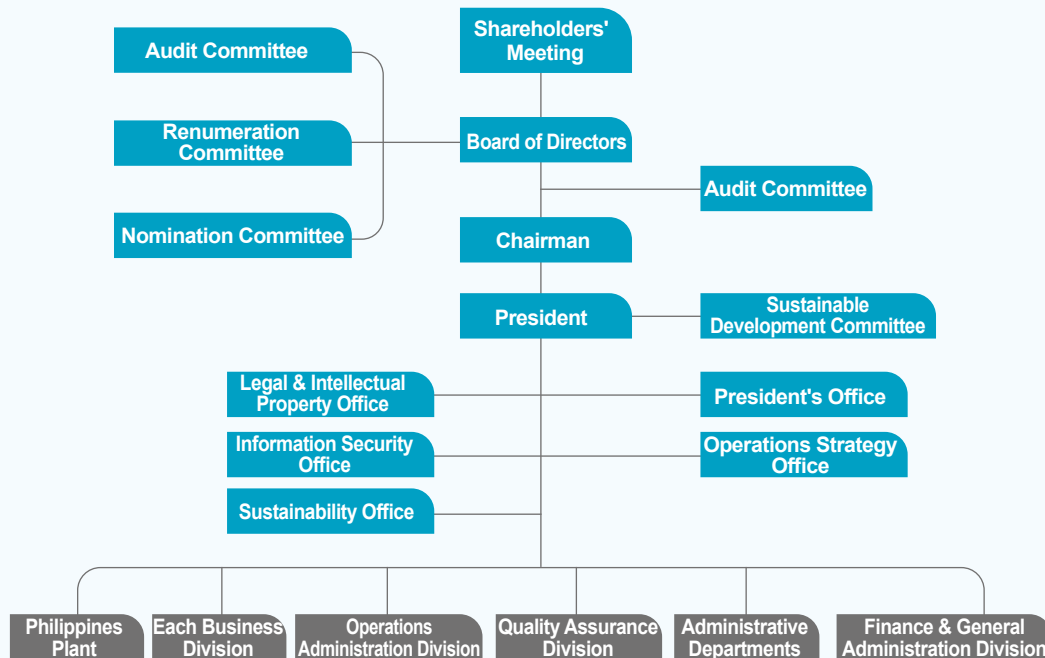 Shareholders'
Meeting
Audit Committee
Renumeration
Committee
Board of Directors
Audit Committee
Nomination Committee
Chairman
President
Sustainable
Development Committee
Legal & Intellectual
Property Office
President's Office
Information Security
Office
Operations Strategy
Office
Sustainability Office
Philippines
Plant
Each Business
Division
Operations
Administration Division
Quality Assurance
Division
Administrative
Departments
Finance & General
Administration Division